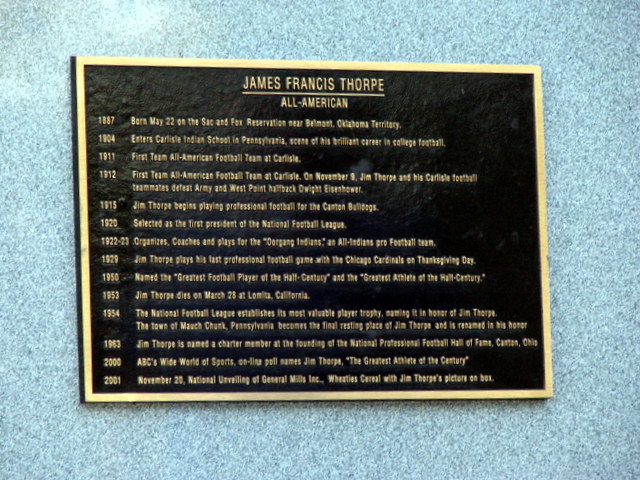 JAMES FRANCIS THORPE
ALL-AMERICAN
1887 Born May 22 on the Sac and Fox Reservation near Belmont, Oklahoma Territory.
1904 Enters Carlisle Indian School in Pennsylvania, scene of his brilliant career in college football.
1911 First Team All-American Football Team at Carlisle.
1912 First Team All-American Football Team at Carlisle. On November 9, Jim Thorpe and his Carlisle football
teammates defeat Army and West Point halfback Dwight Eisenhower.
1915 Jim Thorpe begins playing professional football for the Canton Bulldogs.
1920 Selected as the first president of the National Football League.
1922-23 Organizes, Coaches and plays for the "Oorgang Indians," an All-Indians pro Football team.
1929 Jim Thorpe plays his last professional football game with the Chicago Cardinals on Thanksgiving Day.
1950 Named the "Greatest Football Player of the Half-Century" and the "Greatest Athlete of the Half-Century."
1953 Jim Thorpe dies on March 28 at Lomita, California.
1954 The National Football League establishes its most valuable player trophy, naming it in honor of Jim Thorpe.
The town of Mauch Chunk, Pennsylvania becomes the final resting place of Jim Thorpe and is renamed in his honor
1963 Jim Thorpe is named a charter member at the founding of the National Professional Football Hall of Fame, Canton, Ohio
2000 ABC's Wide World of Sports, on-line poll names Jim Thorpe, "The Greatest Athlete of the Century"
2001 November 20, National Unveiling of General Mills Inc., Wheaties Cereal with Jim Thorpe's picture on box.